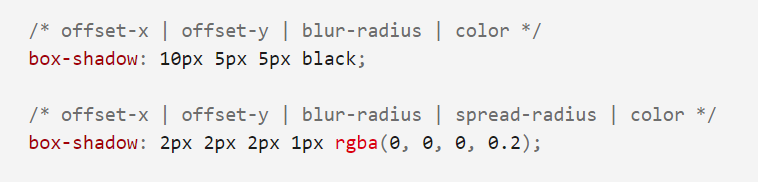 /* offset-x | offset-y | blur-radius | color */
box-shadow: 10px 5px 5px black;
/* offset-x | offset-y | blur-radius | spread-radius | color */
box-shadow: 2px 2px 2px 1px rgba(0, 0, 0, 0.2);